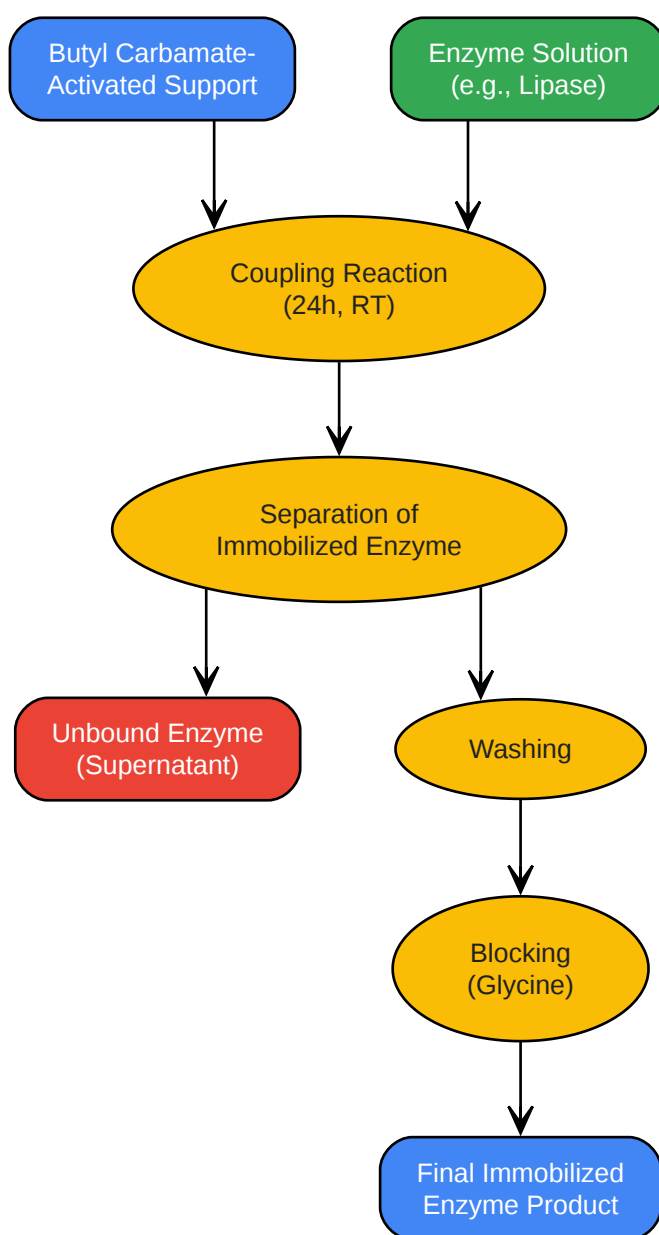 Butyl Carbamate-
Activated Support
Enzyme Solution
(e.g., Lipase)
Coupling Reaction
(24h, RT)
Separation of
Immobilized Enzyme
Unbound Enzyme
(Supernatant)
Washing
Blocking
(Glycine)
Final Immobilized
Enzyme Product